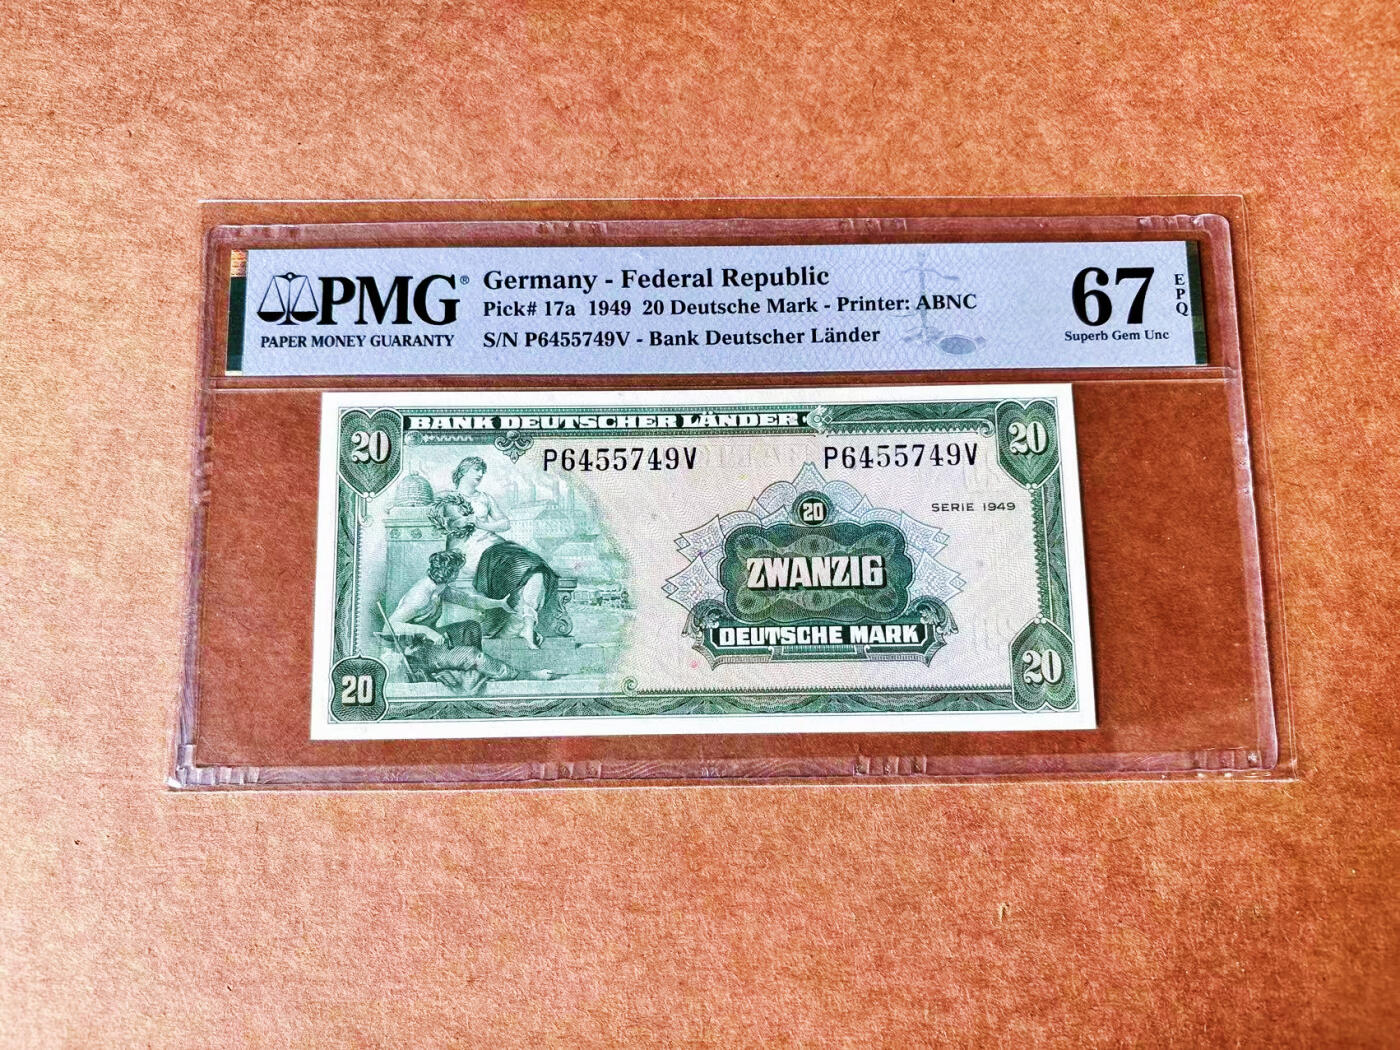 PMG®
PAPER MONEY GUARANTY
Germany - Federal Republic
Pick# 17a 1949 20 Deutsche Mark - Printer: ABNC
S/N P6455749V - Bank Deutscher Länder
67
EPQ
Superb Gem Unc
20
BANK DEUTSCHER LÄNDER
20
P6455749V
P6455749V
SERIE 1949
20
ZWANZIG
DEUTSCHE MARK
20
20